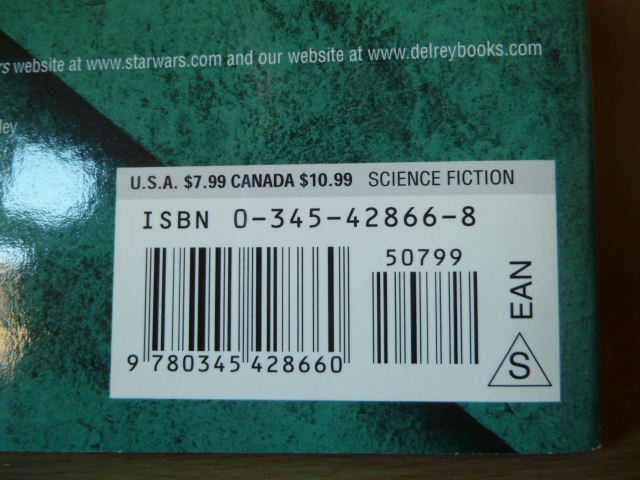 website at www.starwars.com and our website at www.delreybooks.com
U.S.A. $7.99 CANADA $10.99 SCIENCE FICTION
ISBN 0-345-42866-8
50799
9 780345 428660
EAN
S